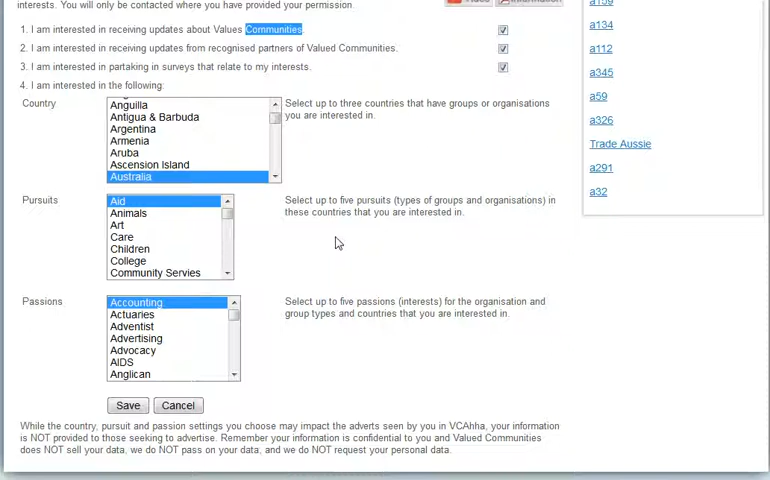 interests. You will only be contacted where you have provided your permission.
a159
1. I am interested in receiving updates about Values Communities
a134
2. I am interested in receiving updates from recognised partners of Valued Communities.
a112
3. I am interested in partaking in surveys that relate to my interests.
a345
4. I am interested in the following:
a59
Country
Anguilla
Antigua & Barbuda
Argentina
Armenia
Aruba
Ascension Island
Australia
Select up to three countries that have groups or organisations
you are interested in.
a326
Trade Aussie
a291
a32
Pursuits
Aid
Animals
Art
Care
Children
College
Community Servies
Select up to five pursuits (types of groups and organisations) in
these countries that you are interested in.
Passions
Accounting
Actuaries
Adventist
Advertising
Advocacy
AIDS
Anglican
Select up to five passions (interests) for the organisation and
group types and countries that you are interested in.
Save Cancel
While the country, pursuit and passion settings you choose may impact the adverts seen by you in VCAhha, your information
is NOT provided to those seeking to advertise. Remember your information is confidential to you and Valued Communities
does NOT sell your data, we do NOT pass on your data, and we do NOT request your personal data.